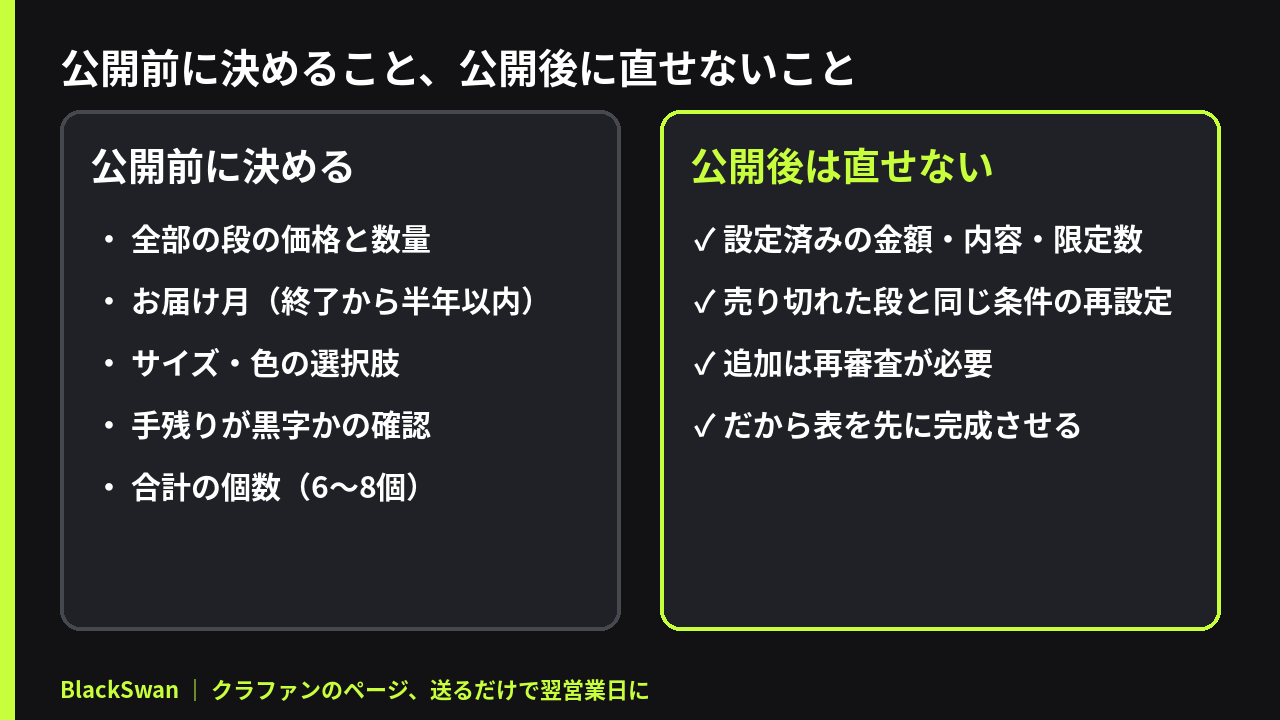 公開前に決めること、公開後に直せないこと
公開前に決める
・ 全部の段の価格と数量
・ お届け月（終了から半年以内）
・ サイズ・色の選択肢
・ 手残りが黒字かの確認
・ 合計の個数（6〜8個）
公開後は直せない
✓ 設定済みの金額・内容・限定数
✓ 売り切れた段と同じ条件の再設定
✓ 追加は再審査が必要
✓ だから表を先に完成させる
BlackSwan｜クラファンのページ、送るだけで翌営業日に